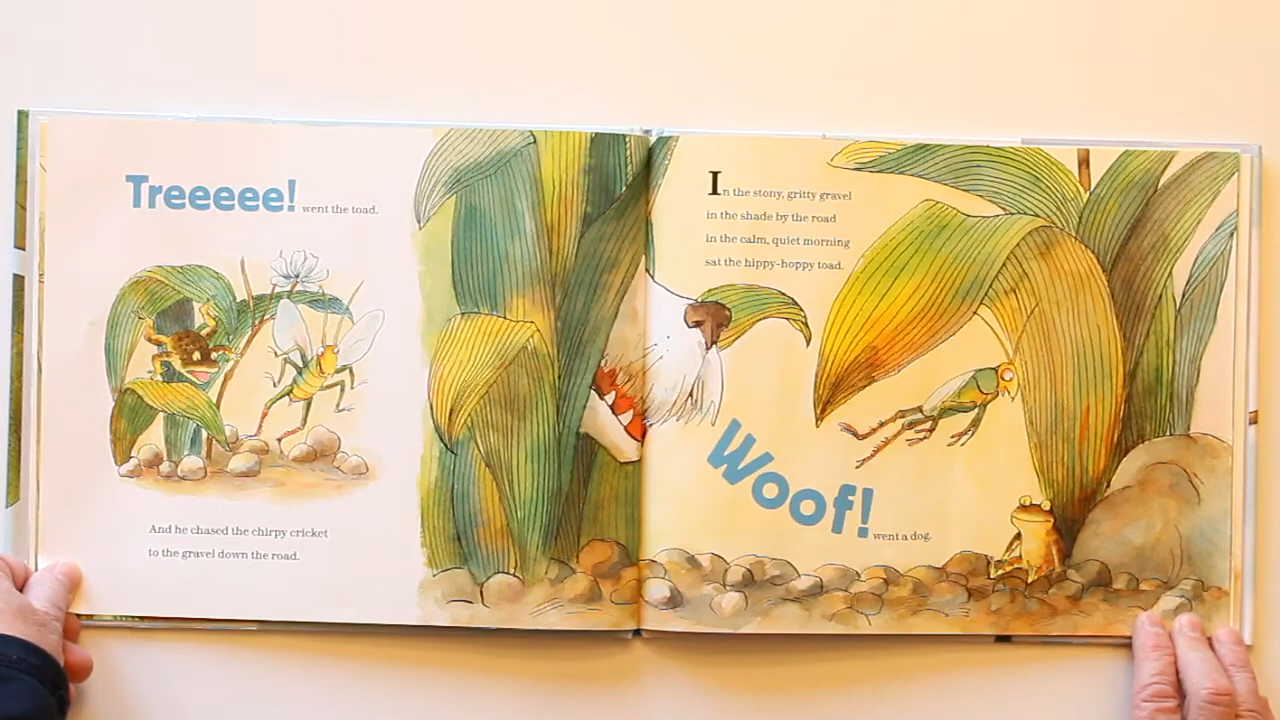 Treeeee! went the toad.
And he chased the chirpy cricket
to the gravel down the road.
In the stony, gritty gravel
in the shade by the road
in the calm, quiet morning
sat the hippy-hoppy toad.
Woof! went a dog.